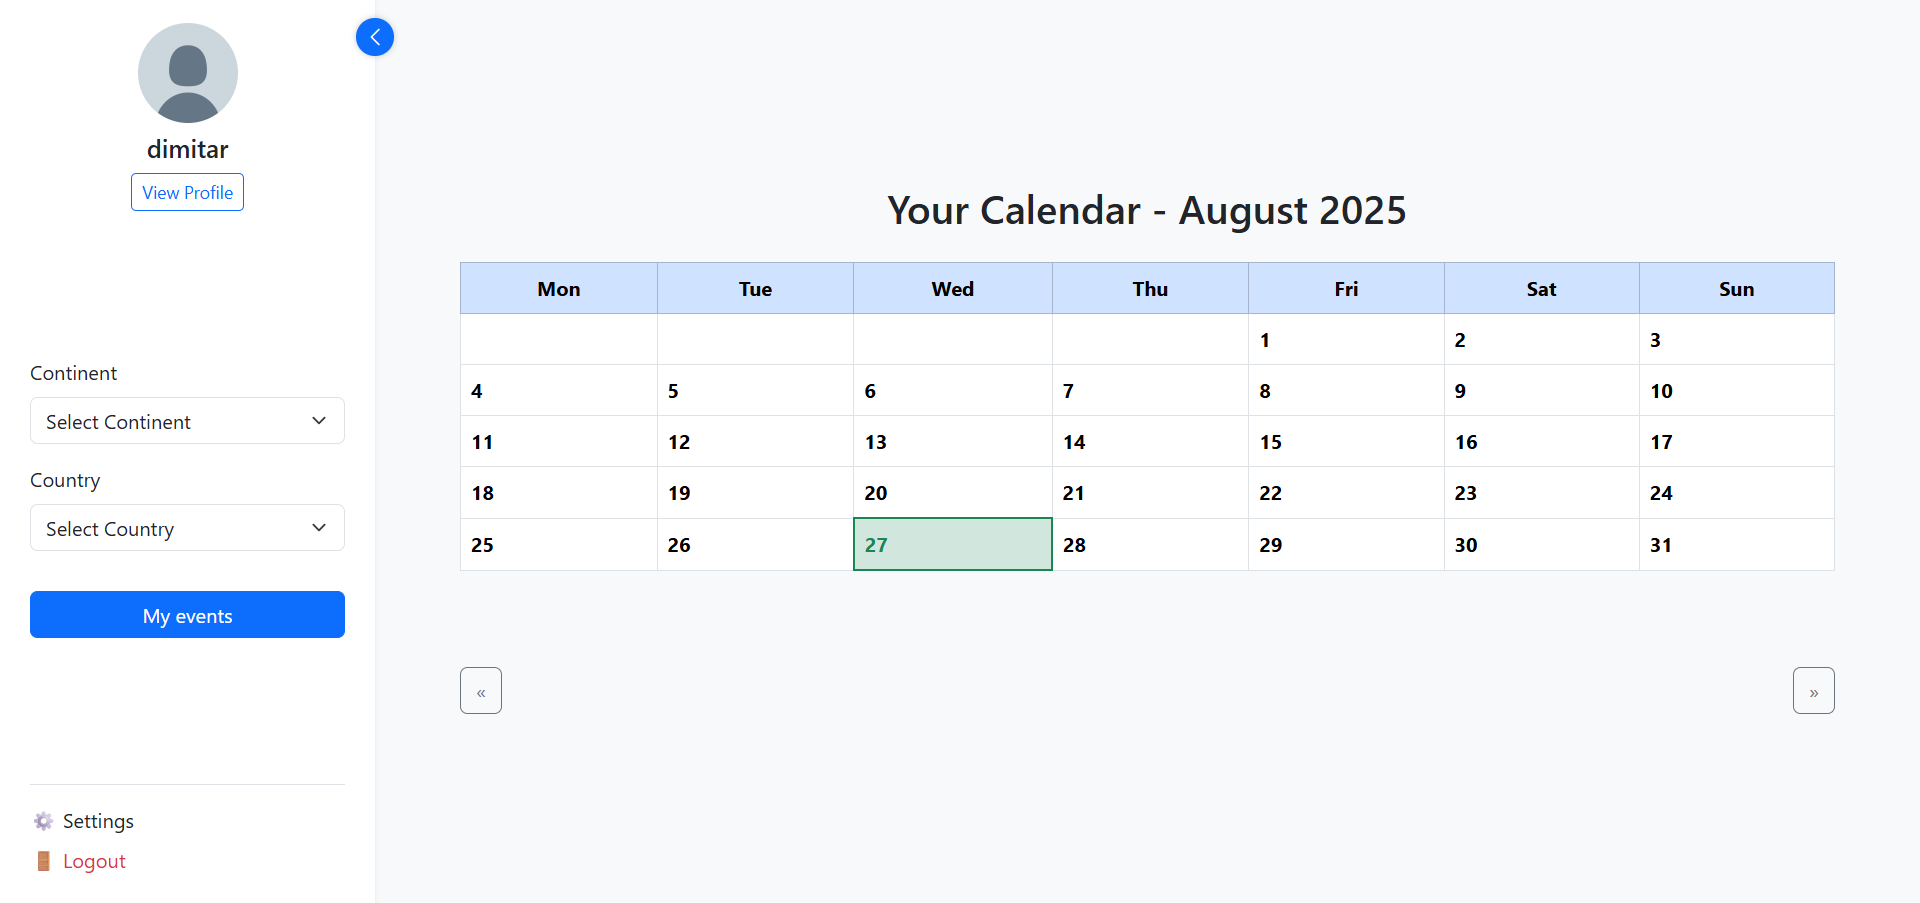 dimitar
View Profile
Continent
Select Continent
Country
Select Country
My events
Settings
Logout
Your Calendar - August 2025
Mon Tue Wed Thu Fri Sat Sun
1 2 3
4 5 6 7 8 9 10
11 12 13 14 15 16 17
18 19 20 21 22 23 24
25 26 27 28 29 30 31
« »